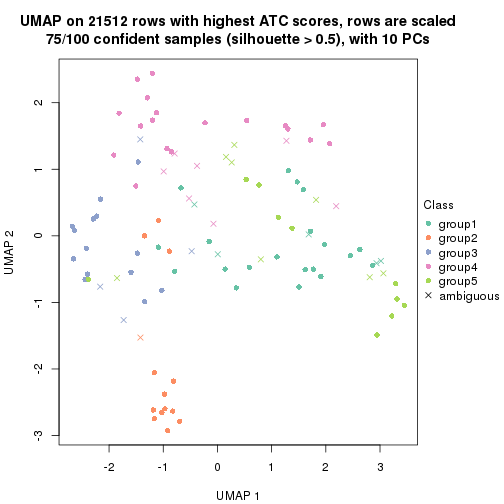 UMAP on 21512 rows with highest ATC scores, rows are scaled
75/100 confident samples (silhouette > 0.5), with 10 PCs
2
1
0
-1
-2
-3
UMAP 2
-2
-1
0
1
2
3
UMAP 1
Class
group1
group2
group3
group4
group5
ambiguous